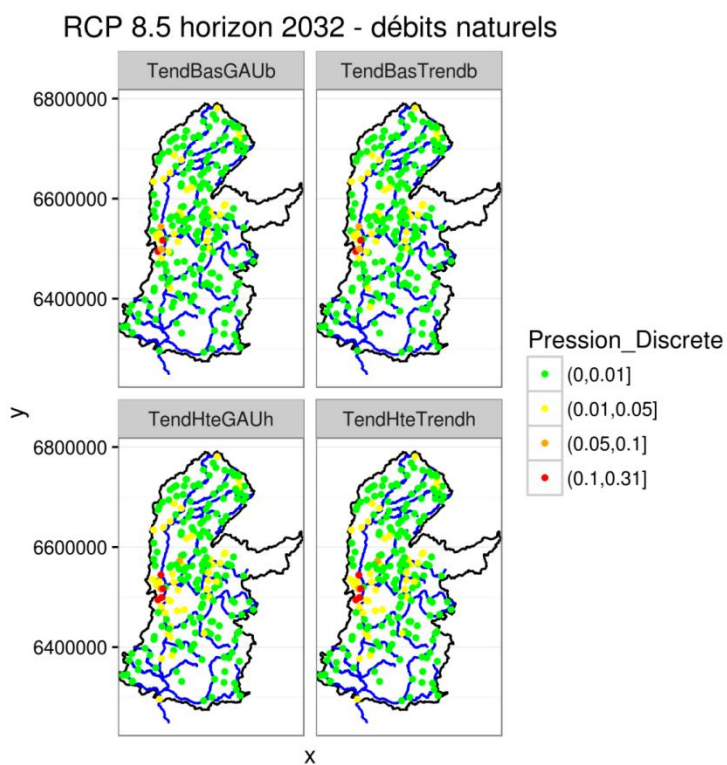 RCP 8.5 horizon 2032 - débits naturels
TendBasGAUb
TendBasTrendb
6800000
6600000
6400000
TendHteGAUh
TendHteTrendh
6800000
6600000
6400000
y
x
Pression_Discrete
(0,0.01]
(0.01,0.05]
(0.05,0.1]
(0.1,0.31]